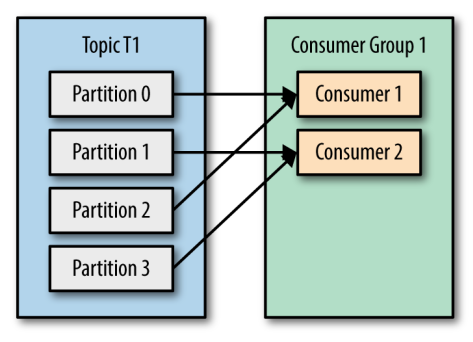 Topic T1
Partition 0
Partition 1
Partition 2
Partition 3
Consumer Group 1
Consumer 1
Consumer 2